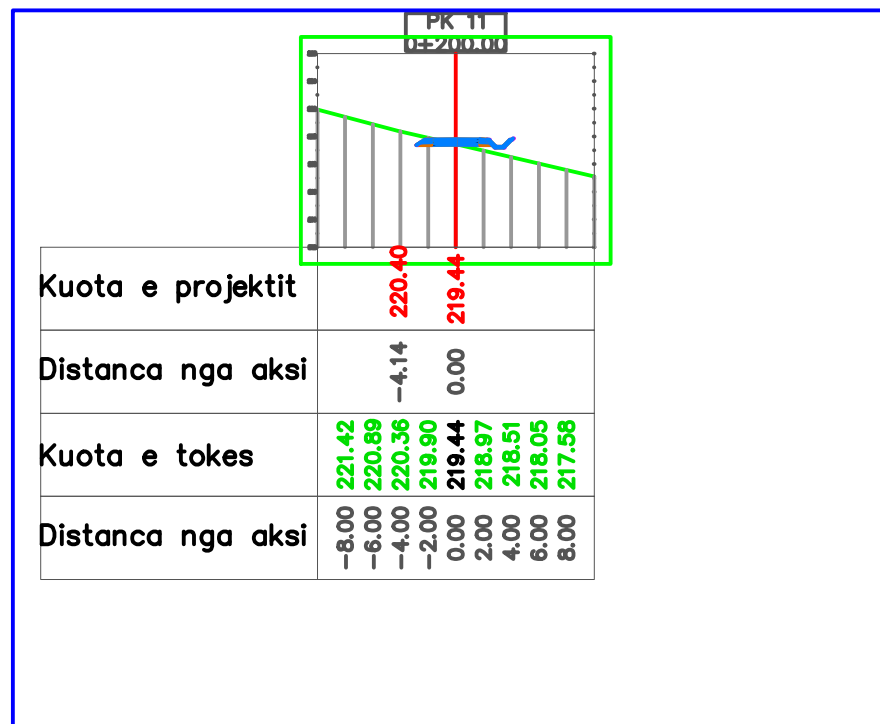 PK 11
0+200.00
Kuota e projektit 220.40 219.44
Distanca nga aksi -4.14 0.00
Kuota e tokes 221.42 220.89 220.36 219.90 219.44 218.97 218.51 218.05 217.58
Distanca nga aksi -8.00 -6.00 -4.00 -2.00 0.00 2.00 4.00 6.00 8.00